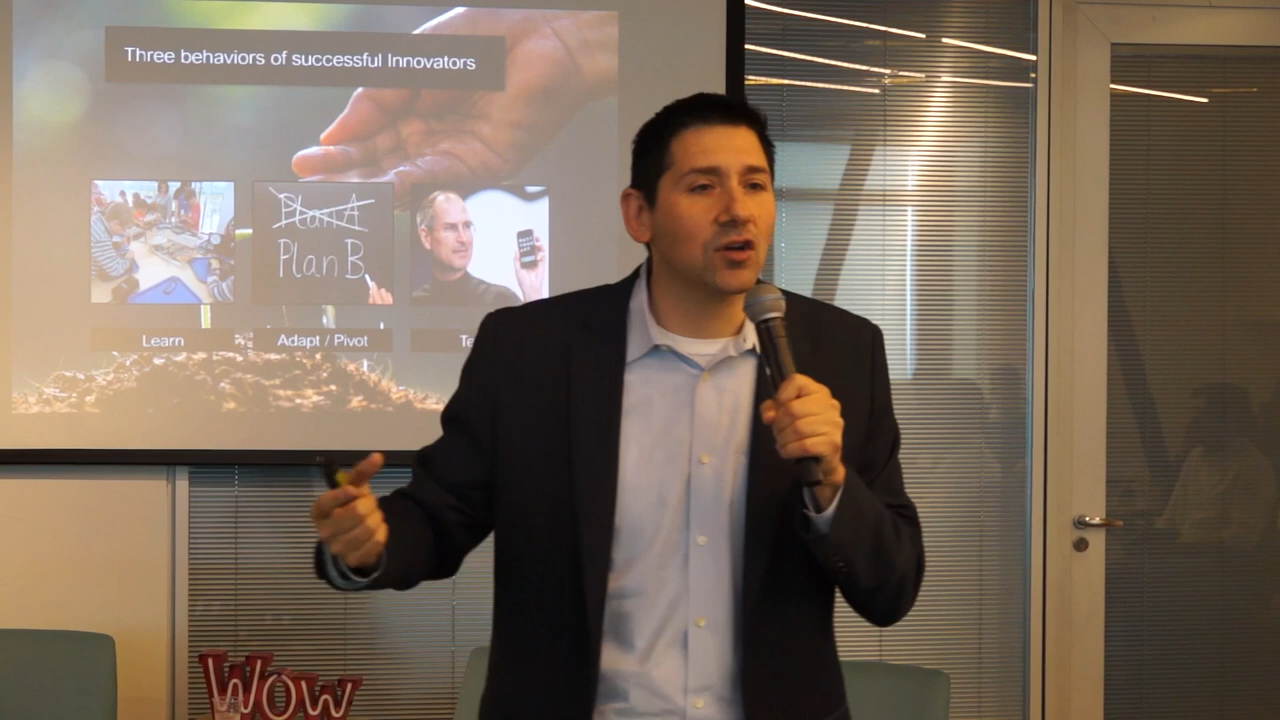 Three behaviors of successful Innovators
Plan A
Plan B
Learn
Adapt / Pivot
Wow